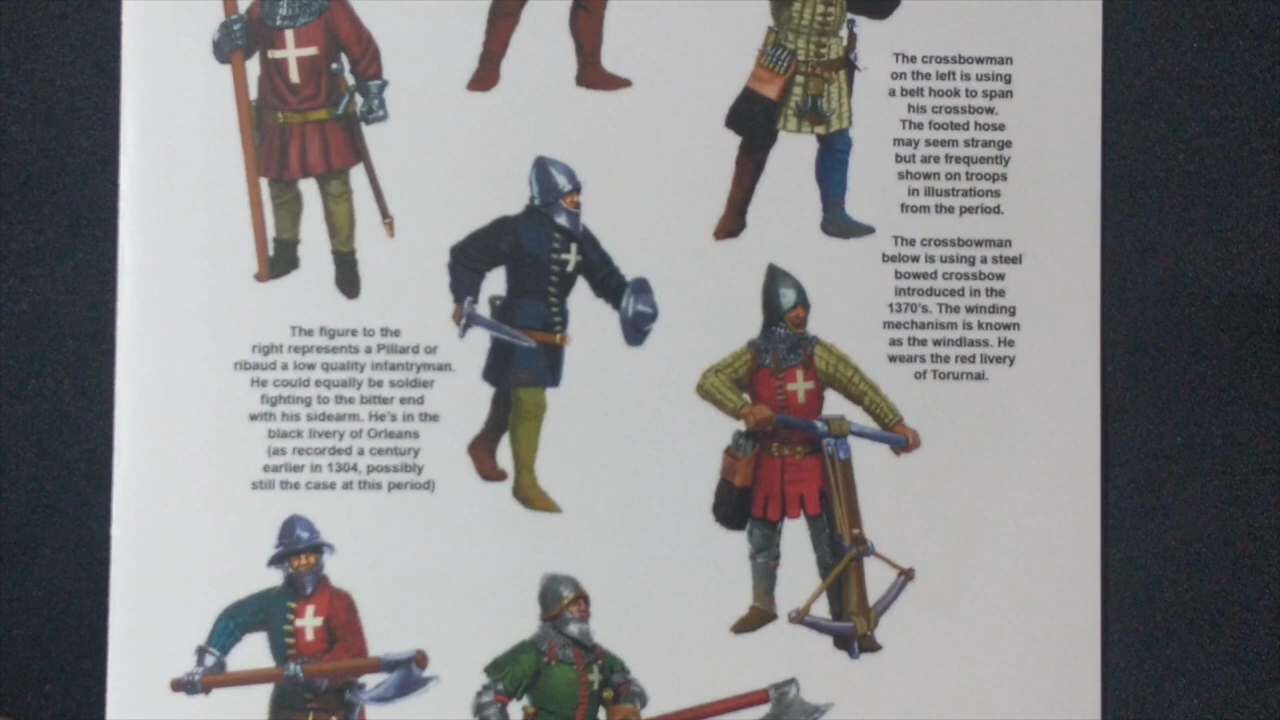 The crossbowman
on the left is using
a belt hook to span
his crossbow.
The footed hose
may seem strange
but are frequently
shown on troops
in illustrations
from the period.
The crossbowman
below is using a steel
bowed crossbow
introduced in the
1370's. The winding
mechanism is known
as the windlass. He
wears the red livery
of Torurnai.
The figure to the
right represents a Pillard or
ribaud a low quality infantryman.
He could equally be soldier
fighting to the bitter end
with his sidearm. He's in the
black livery of Orleans
(as recorded a century
earlier in 1304, possibly
still the case at this period)